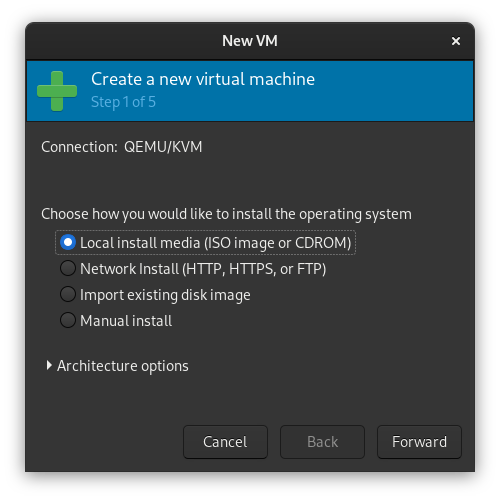 New VM
×
Create a new virtual machine
Step 1 of 5
Connection: QEMU/KVM
Choose how you would like to install the operating system
Local install media (ISO image or CDROM)
Network Install (HTTP, HTTPS, or FTP)
Import existing disk image
Manual install
Architecture options
Cancel Back Forward